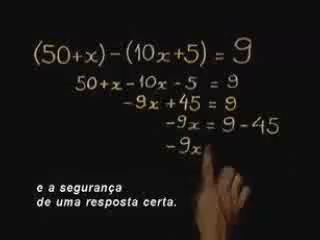 (50+x)-(10x+5) = 9
50+x-10x-5 = 9
-9x+45 = 9
-9x = 9-45
-9x
e a segurança
de uma resposta certa.